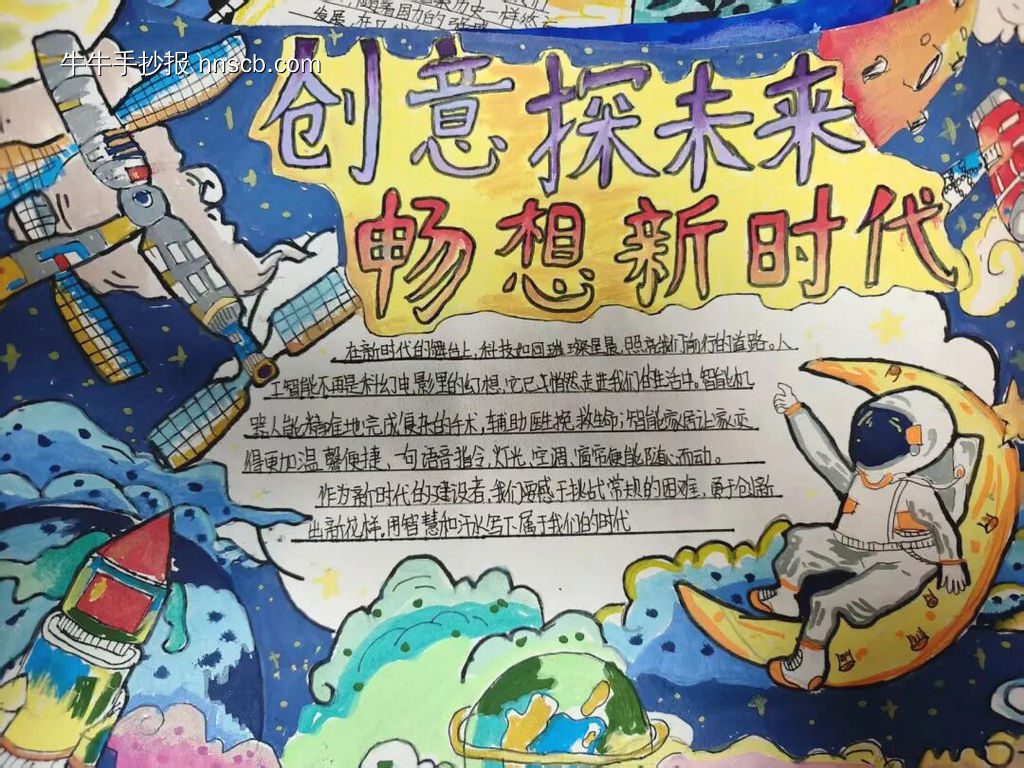 牛牛手抄报 hnscb.com
创意探未来
畅想新时代
在新时代的舞台上,科技如同璀璨星辰,照亮我们前行的道路。人
工智能不再是科幻电影里的幻想,它已悄然走进我们的生活中。智能机
器人能精准地完成复杂的手术,辅助医生挽救生命;智能家居让家变
得更加温馨便捷、一句语音指令,灯光、空调、窗帘便能随心而动。
作为新时代的建设者,我们要敢于挑战常规的困难,勇于创新
出新花样。用智慧和汗水写下属于我们的时代